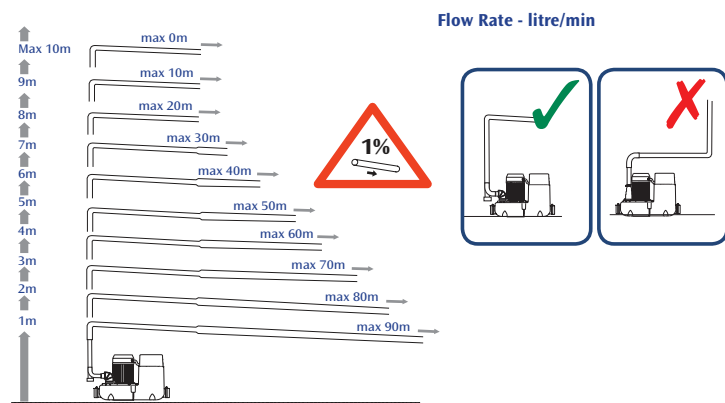 Flow Rate - litre/min
Max 10m
max 0m
9m
max 10m
8m
max 20m
7m
max 30m
1%
6m
max 40m
5m
max 50m
4m
max 60m
3m
max 70m
2m
max 80m
1m
max 90m